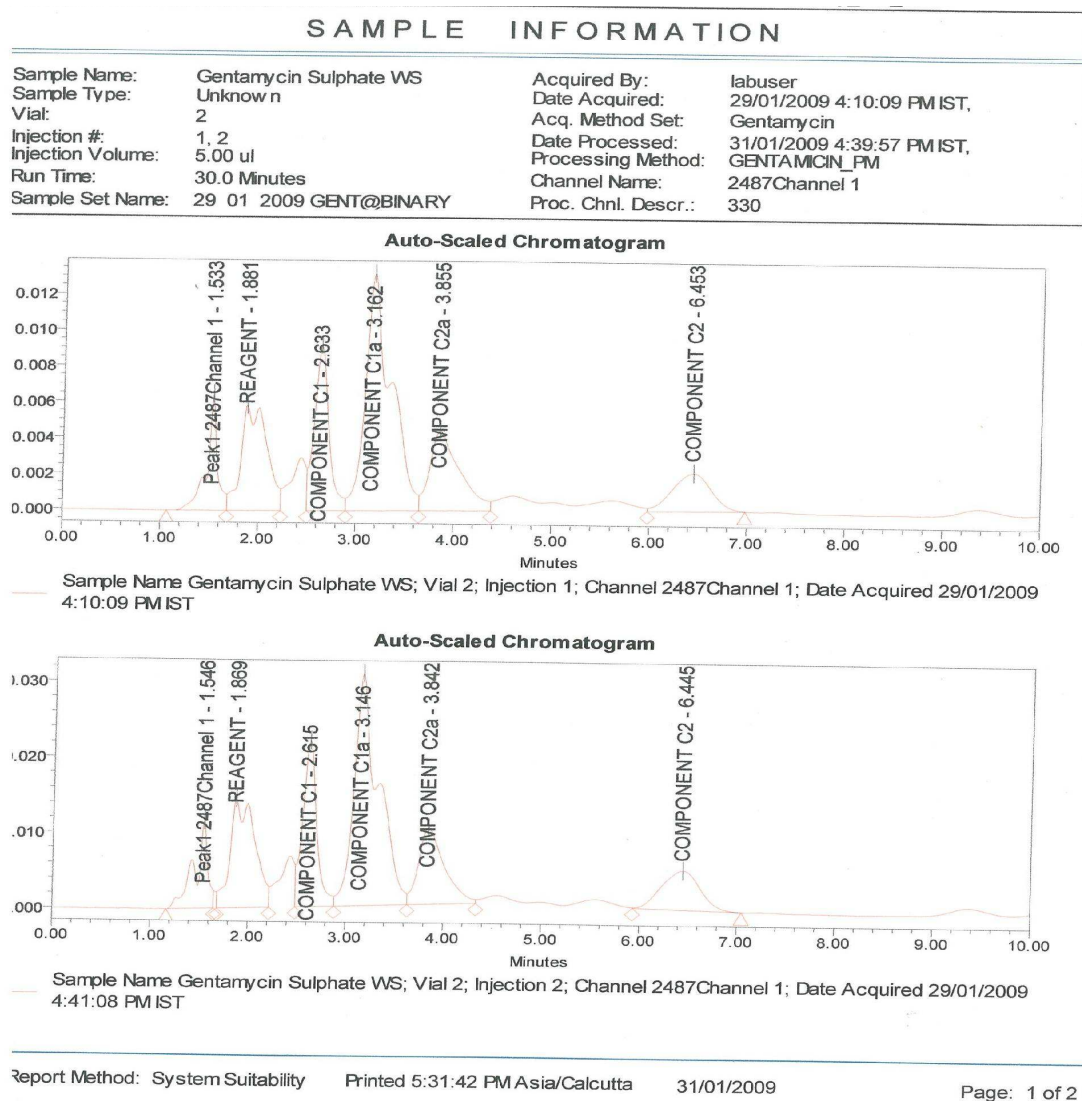 SAMPLE INFORMATION
Sample Name: Gentamycin Sulphate WS
Sample Type: Unknown
Vial: 2
Injection #: 1, 2
Injection Volume: 5.00 ul
Run Time: 30.0 Minutes
Sample Set Name: 29 01 2009 GENT@BINARY
Acquired By: labuser
Date Acquired: 29/01/2009 4:10:09 PM IST,
Acq. Method Set: Gentamycin
Date Processed: 31/01/2009 4:39:57 PM IST,
Processing Method: GENTAMICIN_PM
Channel Name: 2487Channel 1
Proc. Chnl. Descr.: 330
Auto-Scaled Chromatogram
0.012
0.010
0.008
0.006
0.004
0.002
0.000
Peak1 2487Channel 1 - 1.533
REAGENT - 1.881
COMPONENT C1 - 2.633
COMPONENT C1a - 3.162
COMPONENT C2a - 3.855
COMPONENT C2 - 6.453
0.00 1.00 2.00 3.00 4.00 5.00 6.00 7.00 8.00 9.00 10.00
Minutes
Sample Name Gentamycin Sulphate WS; Vial 2; Injection 1; Channel 2487Channel 1; Date Acquired 29/01/2009
4:10:09 PM IST
Auto-Scaled Chromatogram
.030
.020
.010
.000
Peak1 2487Channel 1 - 1.546
REAGENT - 1.869
COMPONENT C1 - 2.615
COMPONENT C1a - 3.146
COMPONENT C2a - 3.842
COMPONENT C2 - 6.445
0.00 1.00 2.00 3.00 4.00 5.00 6.00 7.00 8.00 9.00 10.00
Minutes
Sample Name Gentamycin Sulphate WS; Vial 2; Injection 2; Channel 2487Channel 1; Date Acquired 29/01/2009
4:41:08 PM IST
Report Method: System Suitability Printed 5:31:42 PM Asia/Calcutta 31/01/2009 Page: 1 of 2